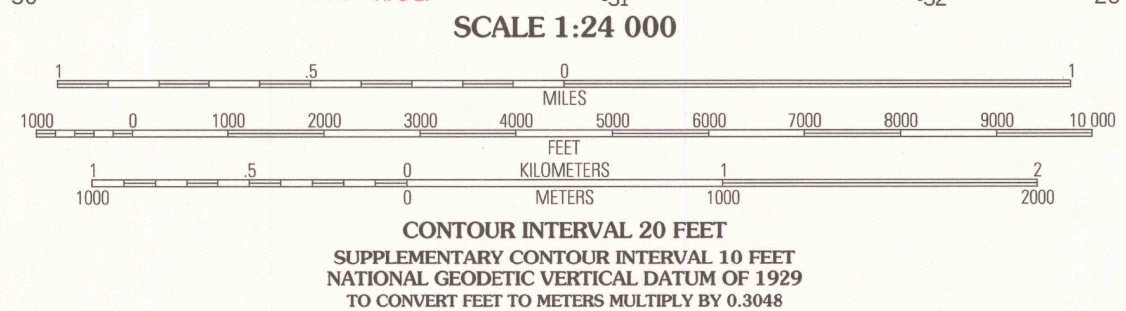 SCALE 1:24 000
1 .5 0 1
MILES
1000 0 1000 2000 3000 4000 5000 6000 7000 8000 9000 10 000
FEET
1 .5 0 KILOMETERS 1 2
1000 0 METERS 1000 2000
CONTOUR INTERVAL 20 FEET
SUPPLEMENTARY CONTOUR INTERVAL 10 FEET
NATIONAL GEODETIC VERTICAL DATUM OF 1929
TO CONVERT FEET TO METERS MULTIPLY BY 0.3048